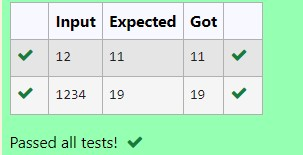 Input Expected Got
12 11 11
1234 19 19
Passed all tests!